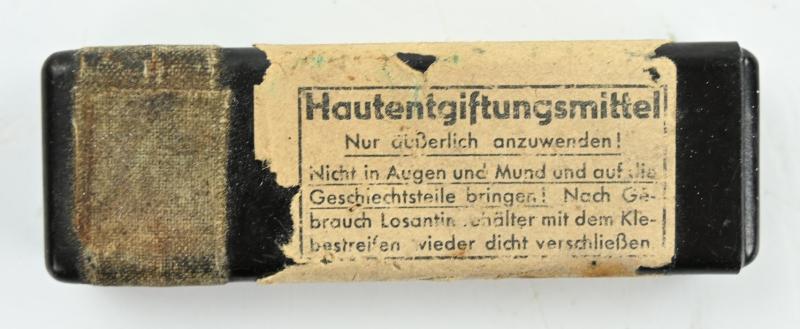 Hautentgiftungsmittel
Nur äußerlich anzuwenden!
Nicht in Augen und Mund und auf die
Geschlechtsteile bringen! Nach Ge-
brauch Losantin mit dem Kle-
bestreifen wieder dicht verschließen